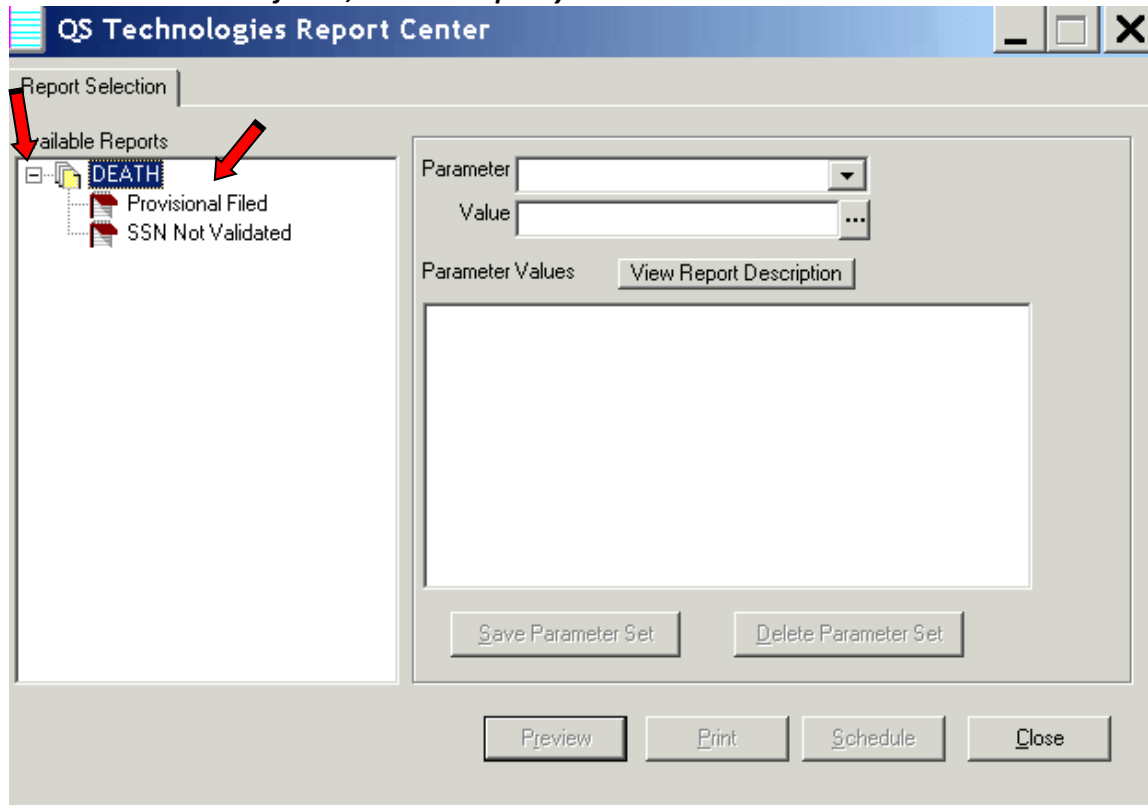 QS Technologies Report Center
Report Selection
Available Reports
DEATH
Provisional Filed
SSN Not Validated
Parameter
Value
...
Parameter Values
View Report Description
Save Parameter Set
Delete Parameter Set
Preview
Print
Schedule
Close